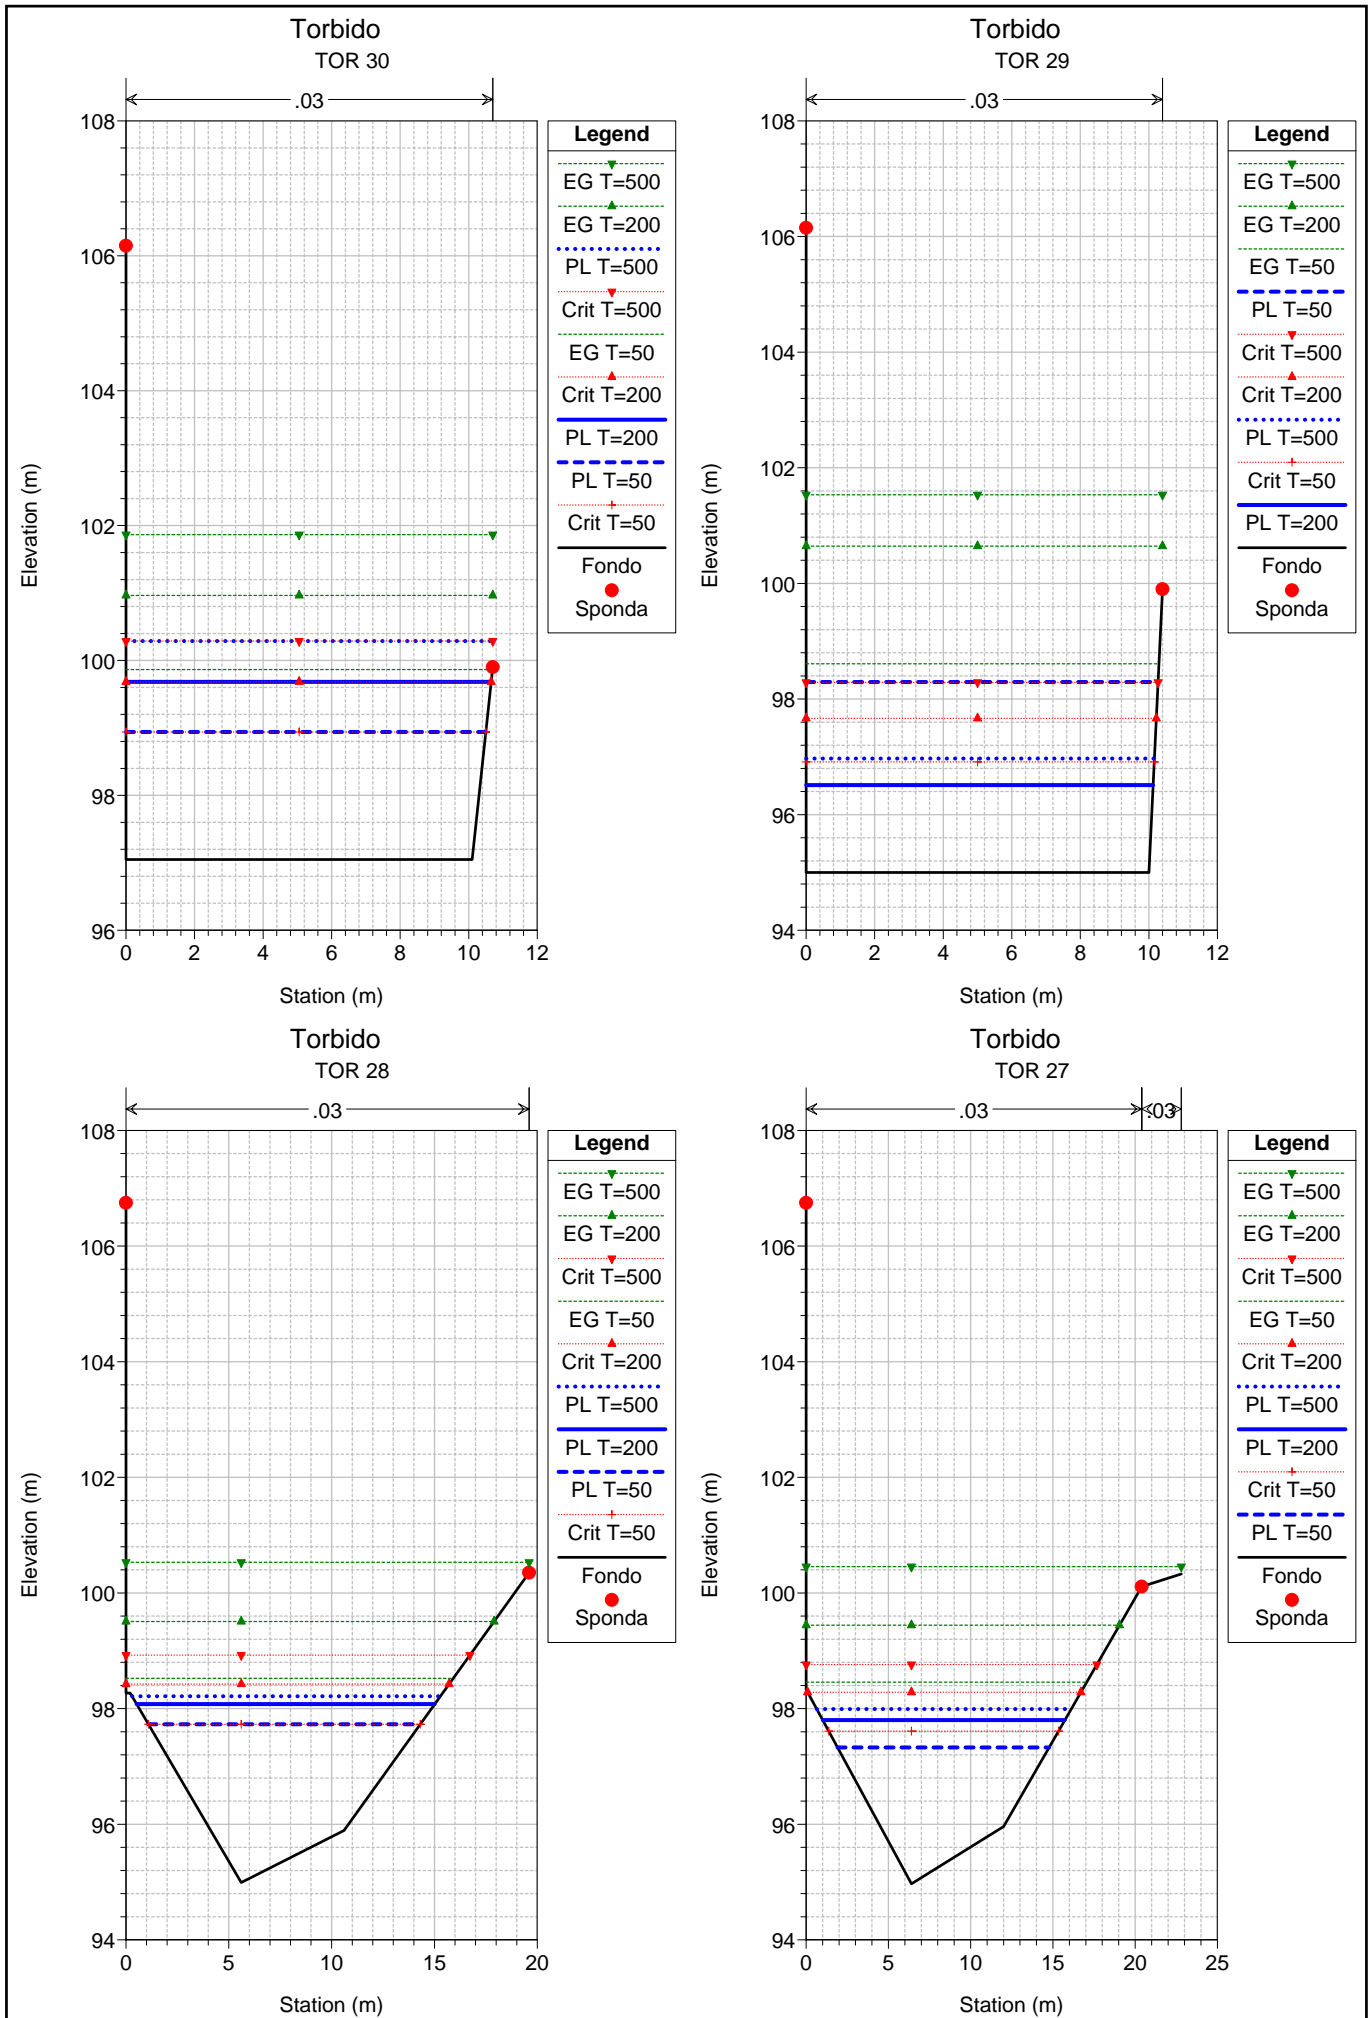 Torbido
TOR 30
.03
Legend
EG T=500
EG T=200
PL T=500
Crit T=500
EG T=50
Crit T=200
PL T=200
PL T=50
Crit T=50
Fondo
Sponda
108
106
104
102
100
98
96
0 2 4 6 8 10 12
Elevation (m)
Station (m)
Torbido
TOR 29
.03
Legend
EG T=500
EG T=200
EG T=50
PL T=50
Crit T=500
Crit T=200
PL T=500
Crit T=50
PL T=200
Fondo
Sponda
108
106
104
102
100
98
96
94
0 2 4 6 8 10 12
Elevation (m)
Station (m)
Torbido
TOR 28
.03
Legend
EG T=500
EG T=200
Crit T=500
EG T=50
Crit T=200
PL T=500
PL T=200
PL T=50
Crit T=50
Fondo
Sponda
108
106
104
102
100
98
96
94
0 5 10 15 20
Elevation (m)
Station (m)
Torbido
TOR 27
.03 .03
Legend
EG T=500
EG T=200
Crit T=500
EG T=50
Crit T=200
PL T=500
PL T=200
Crit T=50
PL T=50
Fondo
Sponda
108
106
104
102
100
98
96
94
0 5 10 15 20 25
Elevation (m)
Station (m)